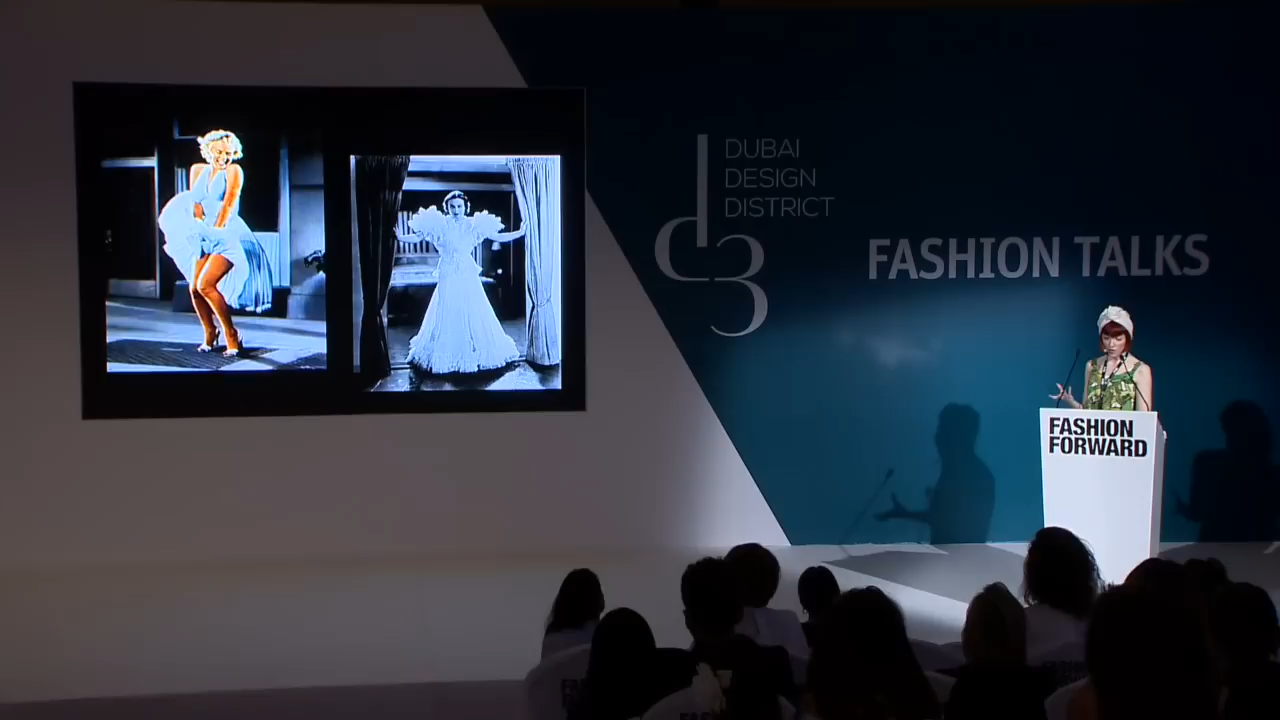 DUBAI
DESIGN
DISTRICT
d3
FASHION TALKS
FASHION
FORWARD